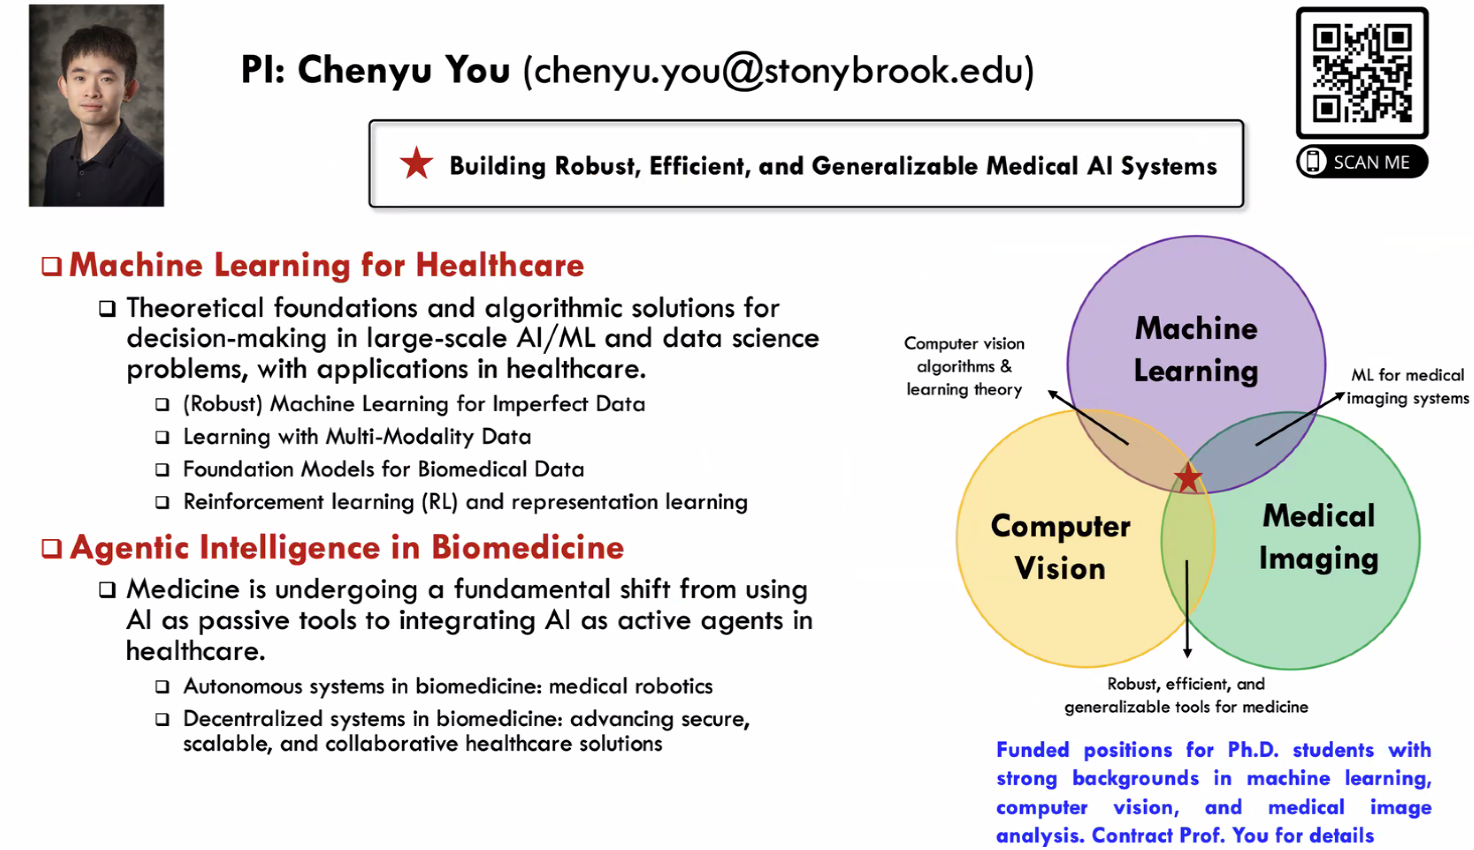 PI: Chenyu You (chenyu.you@stonybrook.edu)
SCAN ME
Building Robust, Efficient, and Generalizable Medical AI Systems
Machine Learning for Healthcare
Theoretical foundations and algorithmic solutions for
decision-making in large-scale AI/ML and data science
problems, with applications in healthcare.
(Robust) Machine Learning for Imperfect Data
Learning with Multi-Modality Data
Foundation Models for Biomedical Data
Reinforcement learning (RL) and representation learning
Agentic Intelligence in Biomedicine
Medicine is undergoing a fundamental shift from using
AI as passive tools to integrating AI as active agents in
healthcare.
Autonomous systems in biomedicine: medical robotics
Decentralized systems in biomedicine: advancing secure,
scalable, and collaborative healthcare solutions
Machine
Learning
Computer vision
algorithms &
learning theory
ML for medical
imaging systems
Computer
Vision
Medical
Imaging
Robust, efficient, and
generalizable tools for medicine
Funded positions for Ph.D. students with
strong backgrounds in machine learning,
computer vision, and medical image
analysis. Contract Prof. You for details